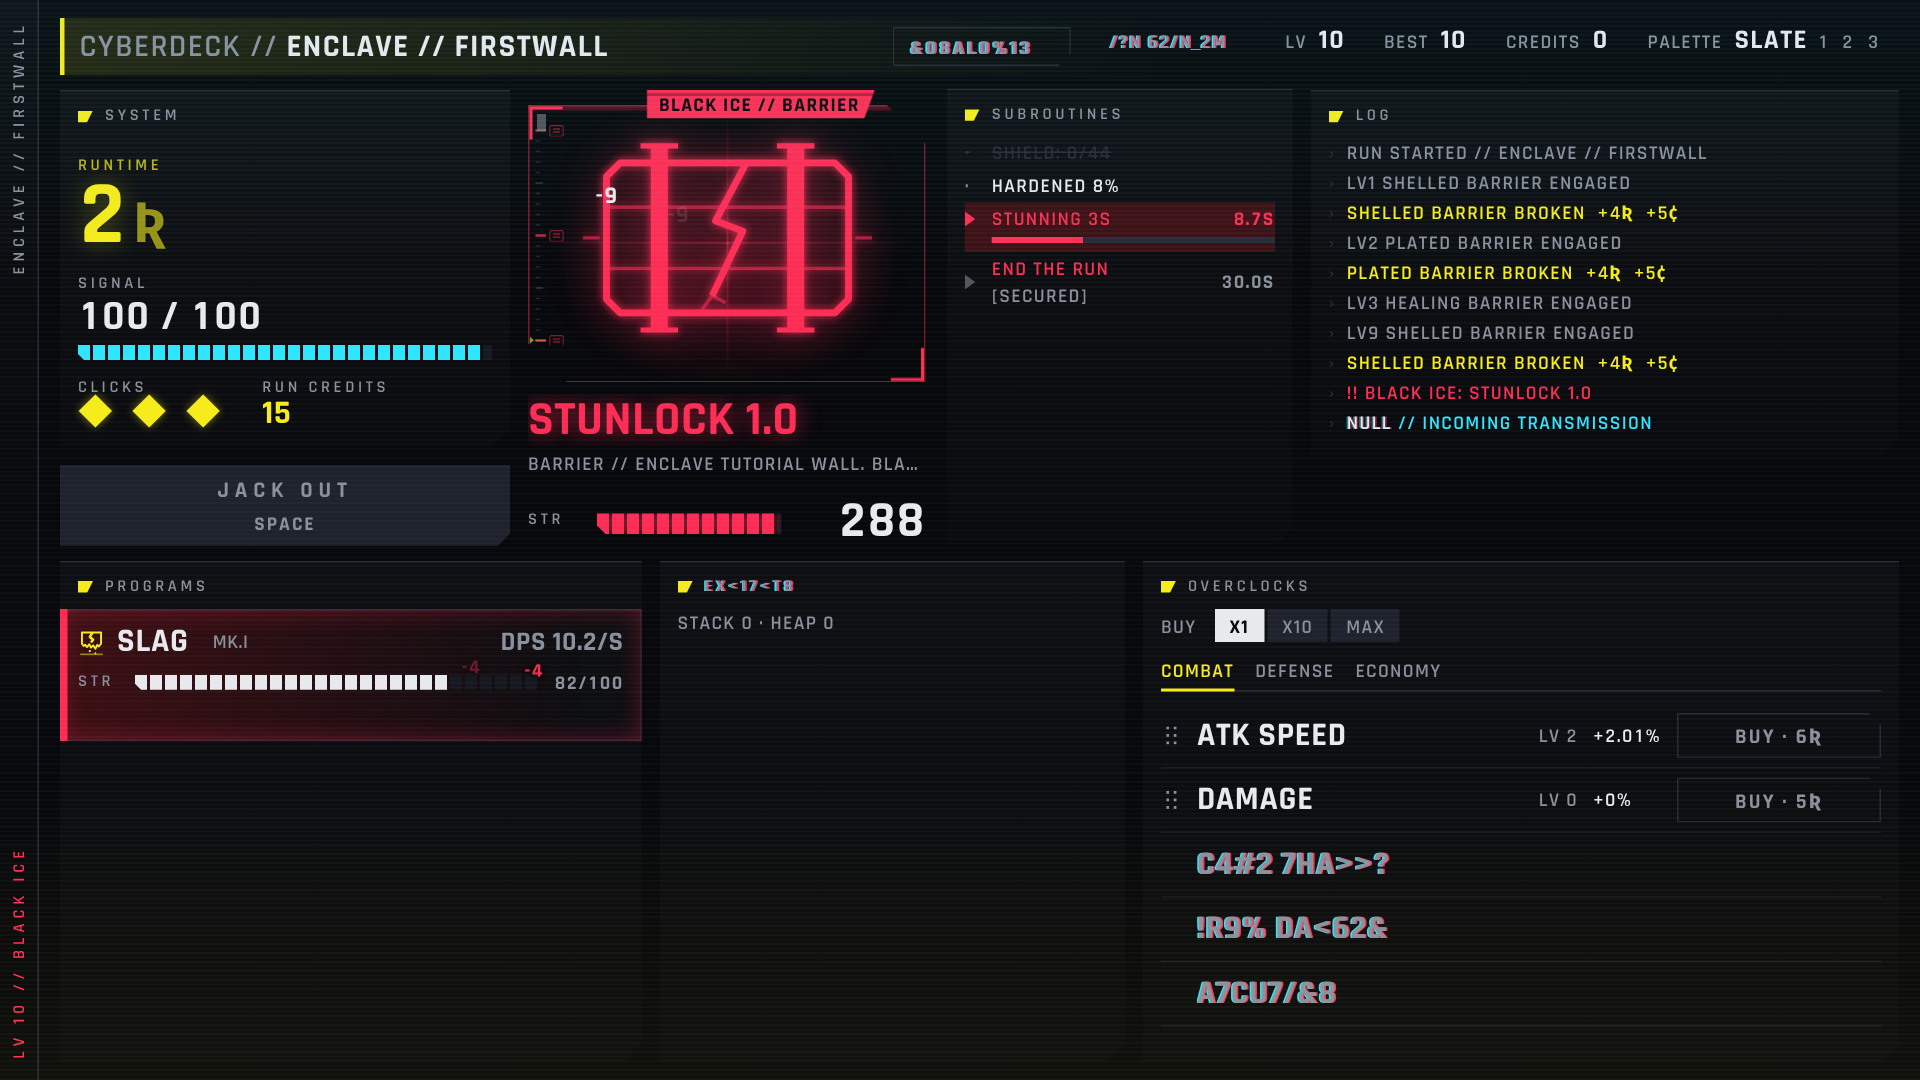 CYBERDECK // ENCLAVE // FIRSTWALL
&08AL0%13
/?N 62/N_2M
LV 10
BEST 10
CREDITS 0
PALETTE SLATE 1 2 3
ENCLAVE // FIRSTWALL
LV 10 // BLACK ICE
SYSTEM
RUNTIME
2
SIGNAL
100 / 100
CLICKS
RUN CREDITS
15
JACK OUT
SPACE
BLACK ICE // BARRIER
-9
-9
STUNLOCK 1.0
BARRIER // ENCLAVE TUTORIAL WALL. BLA...
STR
288
SUBROUTINES
SHIELD: 0/44
HARDENED 8%
STUNNING 3S 8.7S
END THE RUN
[SECURED]
30.0S
LOG
RUN STARTED // ENCLAVE // FIRSTWALL
LV1 SHELLED BARRIER ENGAGED
SHELLED BARRIER BROKEN +4R +5¢
LV2 PLATED BARRIER ENGAGED
PLATED BARRIER BROKEN +4R +5¢
LV3 HEALING BARRIER ENGAGED
LV9 SHELLED BARRIER ENGAGED
SHELLED BARRIER BROKEN +4R +5¢
!! BLACK ICE: STUNLOCK 1.0
NULL // INCOMING TRANSMISSION
PROGRAMS
SLAG MK.I DPS 10.2/S
-4 -4
STR 82/100
EX<17<T8
STACK 0 · HEAP 0
OVERCLOCKS
BUY X1 X10 MAX
COMBAT DEFENSE ECONOMY
ATK SPEED LV 2 +2.01% BUY · 6R
DAMAGE LV 0 +0% BUY · 5R
C4#2 7HA>>?
!R9% DA<62&
A7CU7/&8